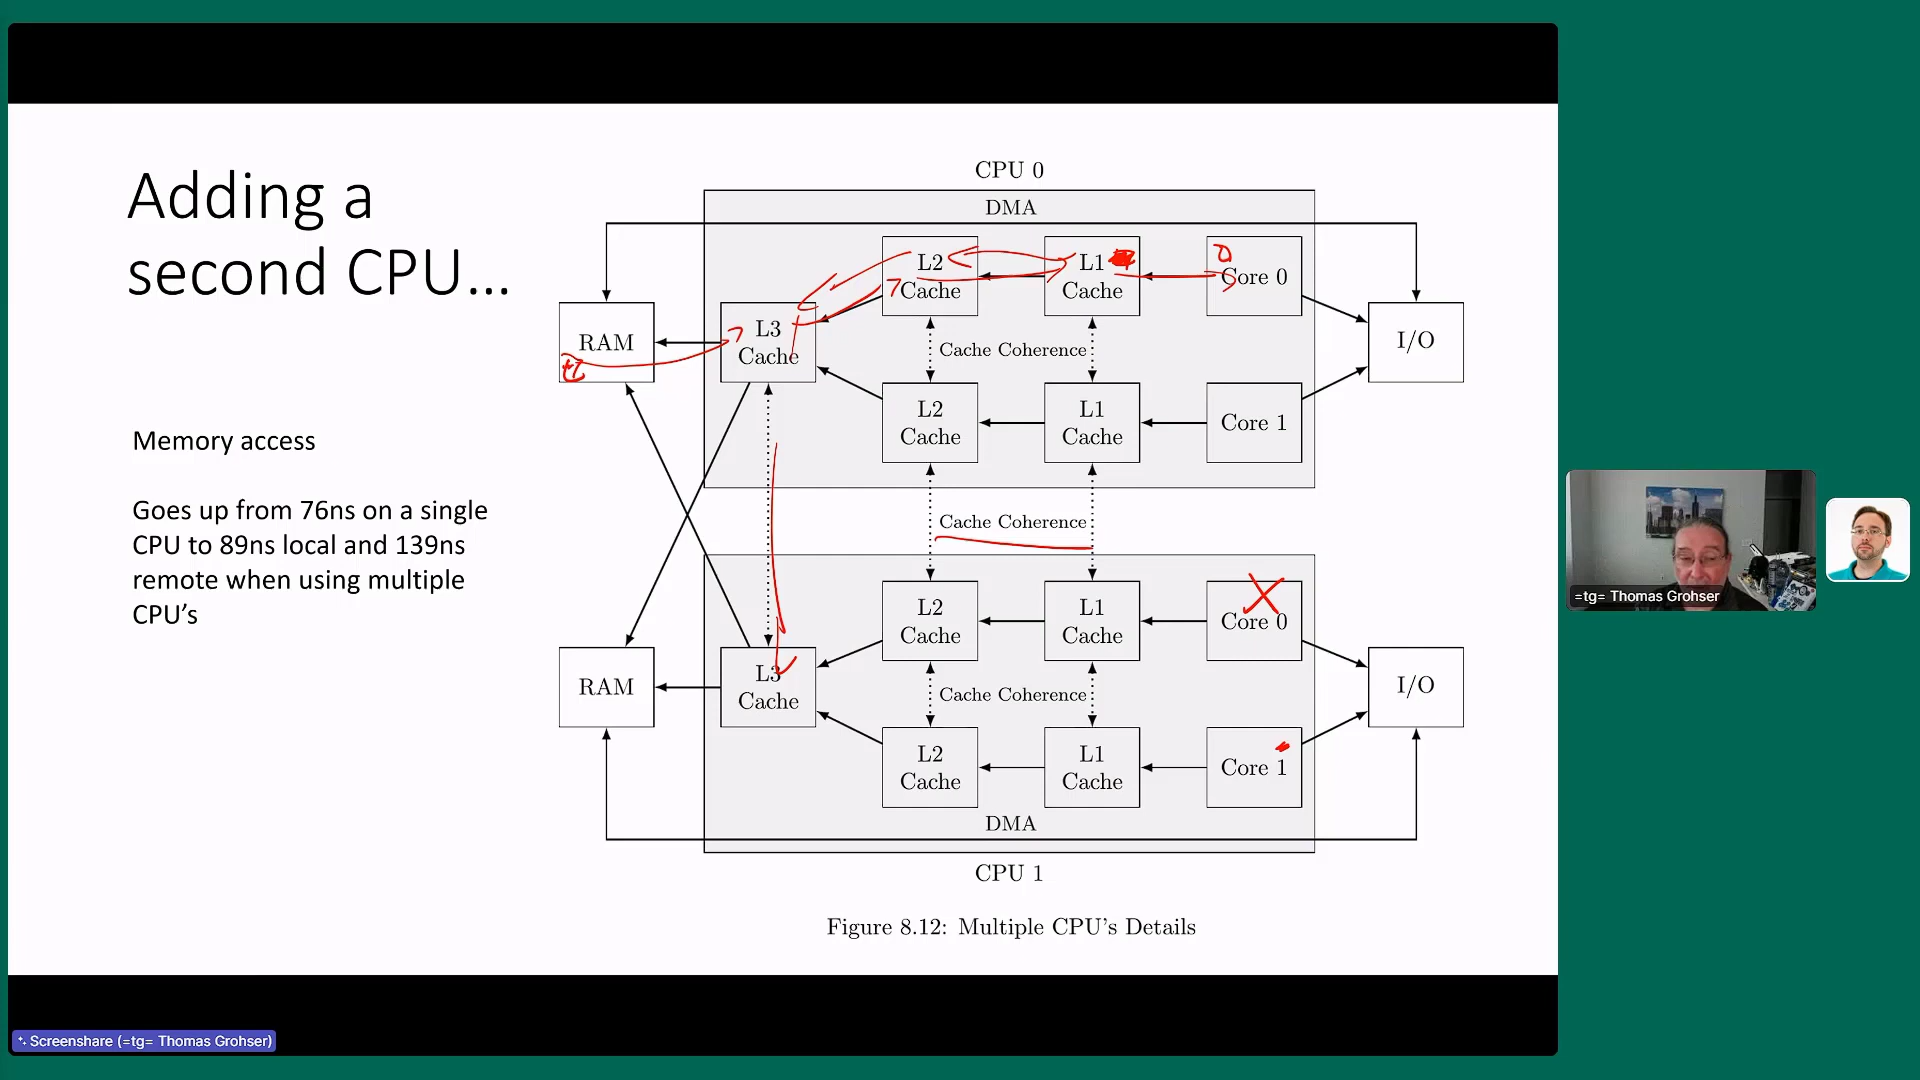 Adding a
second CPU...
Memory access
Goes up from 76ns on a single
CPU to 89ns local and 139ns
remote when using multiple
CPU's
CPU 0
DMA
L2
Cache
L1
Cache
Core 0
RAM
L3
Cache
Cache Coherence
I/O
L2
Cache
L1
Cache
Core 1
Cache Coherence
L2
Cache
L1
Cache
Core 0
RAM
L3
Cache
Cache Coherence
I/O
L2
Cache
L1
Cache
Core 1
DMA
CPU 1
Figure 8.12: Multiple CPU's Details
=tg= Thomas Grohser
Screenshare (=tg= Thomas Grohser)